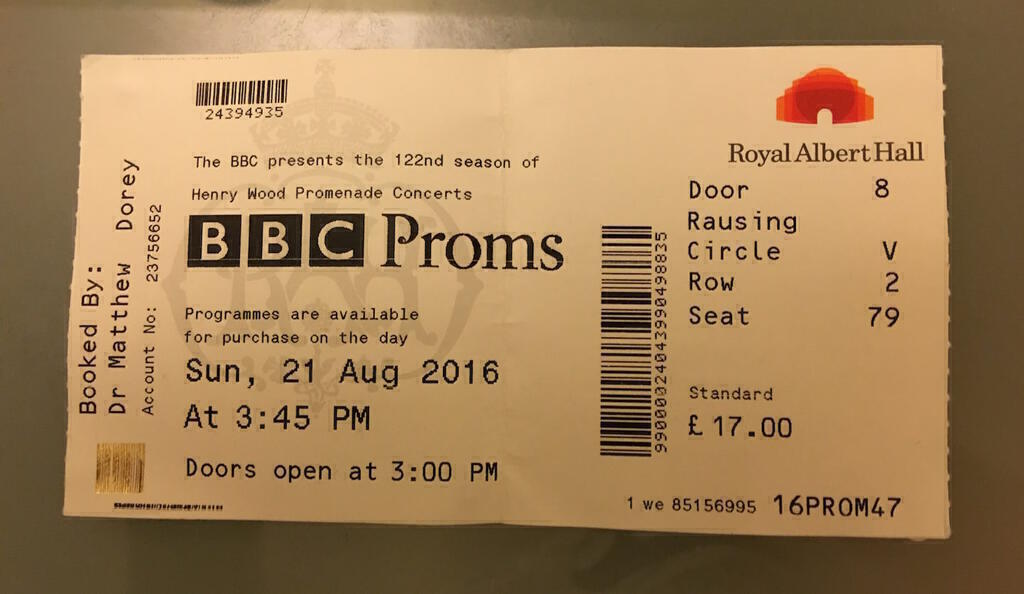 24394935
The BBC presents the 122nd season of
Henry Wood Promenade Concerts
BBC Proms
Programmes are available
for purchase on the day
Sun, 21 Aug 2016
At 3:45 PM
Doors open at 3:00 PM
Booked By:
Dr Matthew Dorey
Account No: 23756652
990000024043990498835
Royal Albert Hall
Door 8
Rausing
Circle V
Row 2
Seat 79
Standard
£ 17.00
1 we 85156995 16PROM47